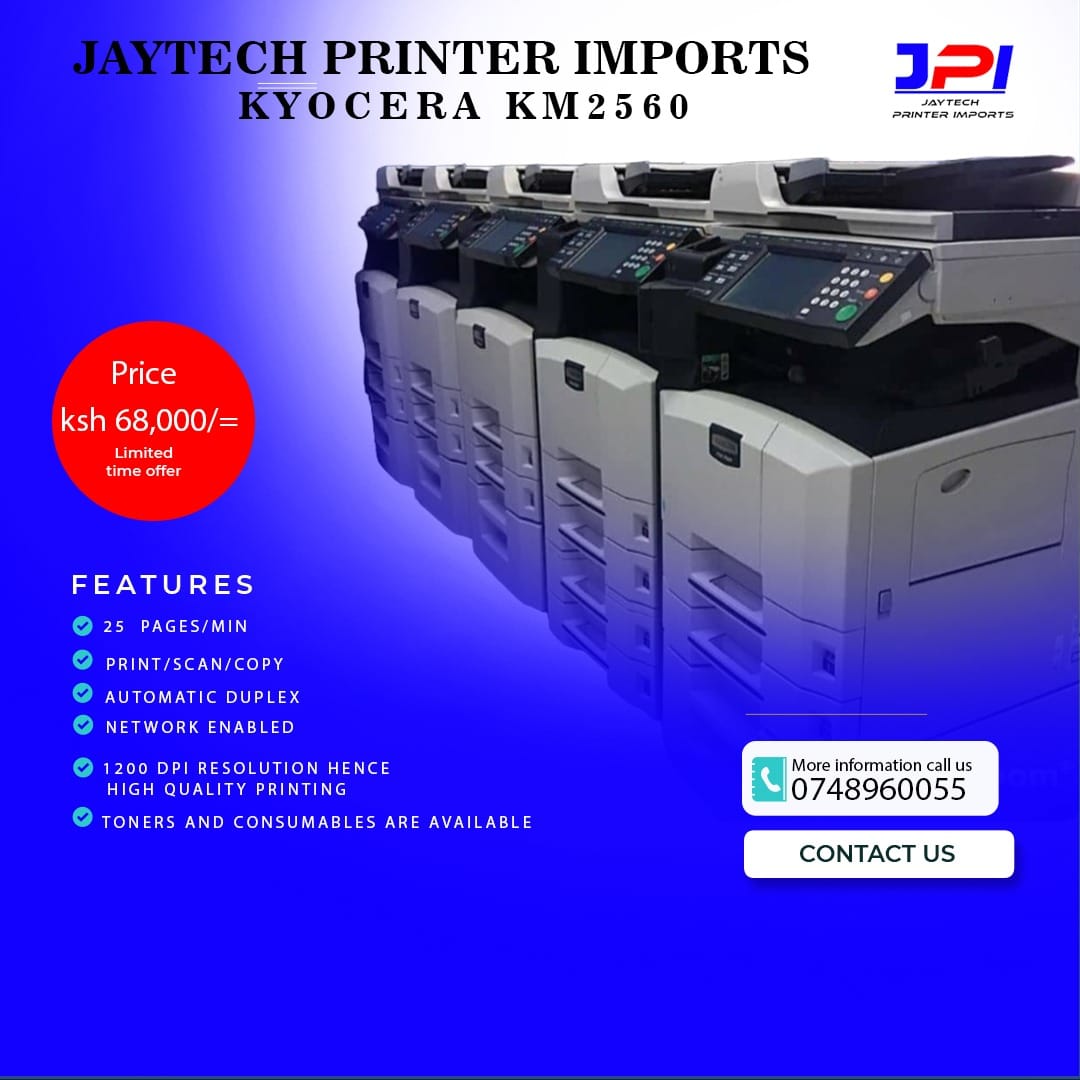 JAYTECH PRINTER IMPORTS
KYOCERA KM2560
JPI
JAYTECH
PRINTER IMPORTS
Price
ksh 68,000/=
Limited
time offer
FEATURES
25 PAGES/MIN
PRINT/SCAN/COPY
AUTOMATIC DUPLEX
NETWORK ENABLED
1200 DPI RESOLUTION HENCE
HIGH QUALITY PRINTING
TONERS AND CONSUMABLES ARE AVAILABLE
More information call us
0748960055
CONTACT US